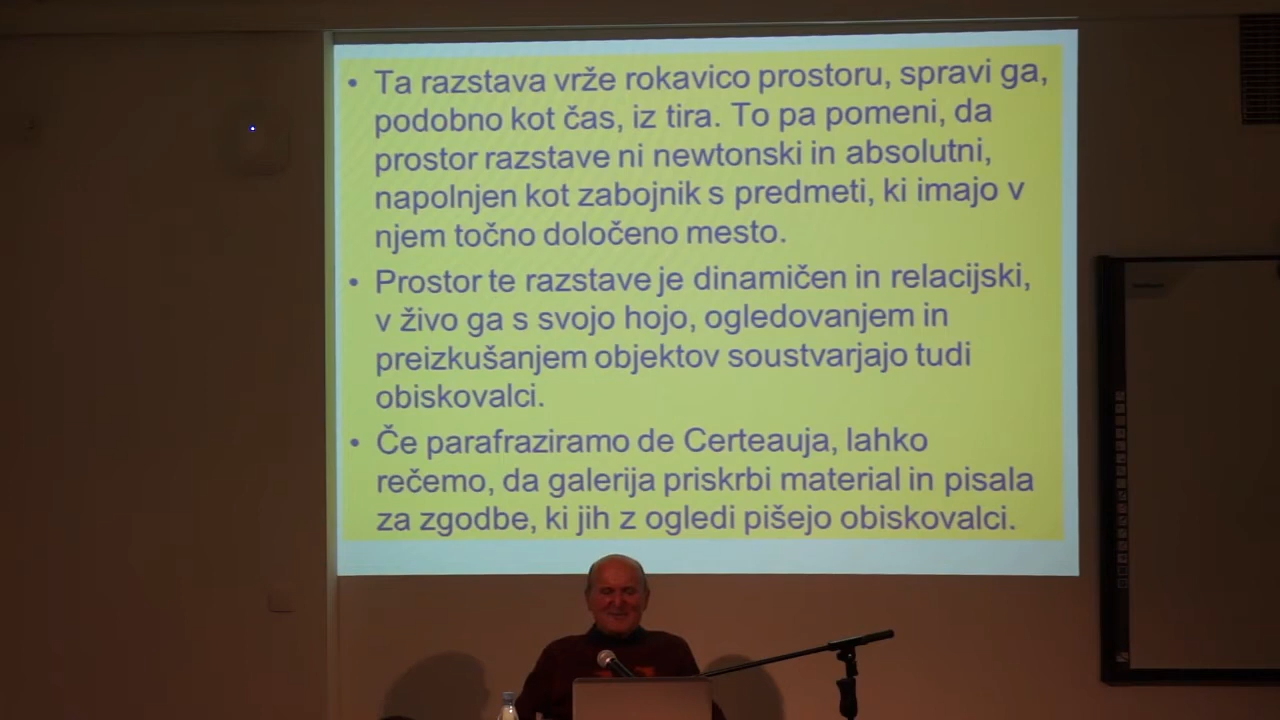 • Ta razstava vrže rokavico prostoru, spravi ga,
podobno kot čas, iz tira. To pa pomeni, da
prostor razstave ni newtonski in absolutni,
napolnjen kot zabojnik s predmeti, ki imajo v
njem točno določeno mesto.
• Prostor te razstave je dinamičen in relacijski,
v živo ga s svojo hojo, ogledovanjem in
preizkušanjem objektov soustvarjajo tudi
obiskovalci.
• Če parafraziramo de Certeauja, lahko
rečemo, da galerija priskrbi material in pisala
za zgodbe, ki jih z ogledi pišejo obiskovalci.